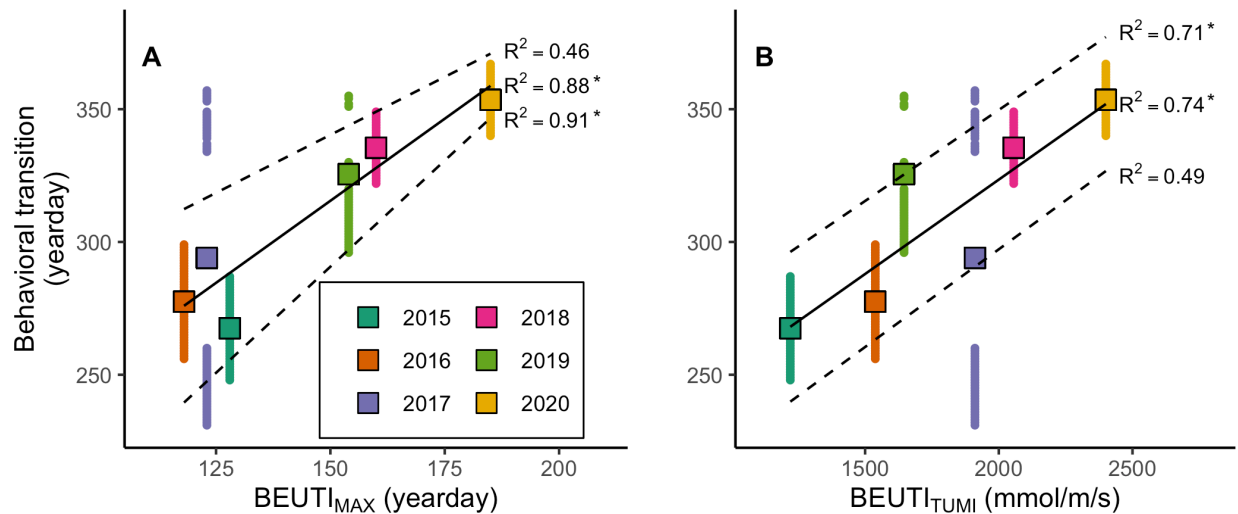 A
B
R² = 0.46
R² = 0.88 *
R² = 0.91 *
R² = 0.71 *
R² = 0.74 *
R² = 0.49
Behavioral transition
(yearday)
350
300
250
350
300
250
2015
2016
2017
2018
2019
2020
125
150
175
200
1500
2000
2500
BEUTI_MAX (yearday)
BEUTI_TUMI (mmol/m/s)